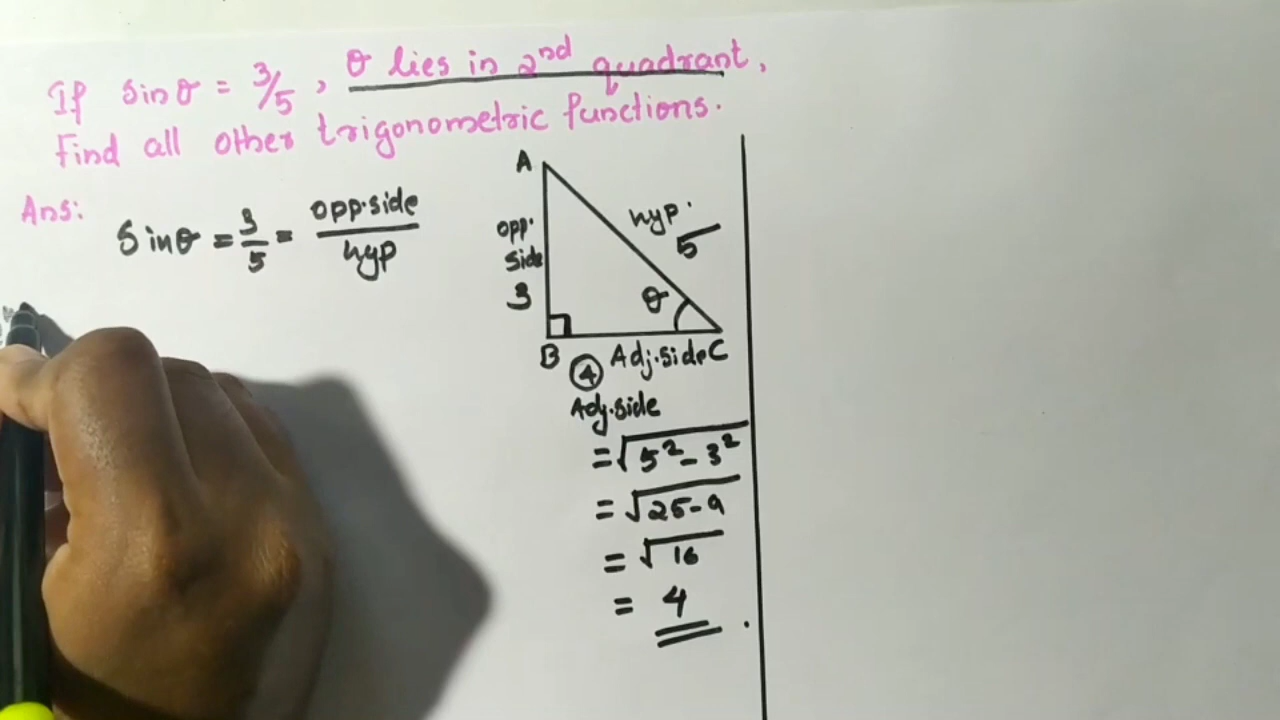 If sinθ = 3/5, θ lies in 2nd quadrant,
Find all other trigonometric functions.
Ans:
sinθ = 3/5 = opp.side/hyp
A
opp.
side
3
hyp.
5
θ
B
Adj.side C
4
Adj.side
= √5² - 3²
= √25-9
= √16
= 4